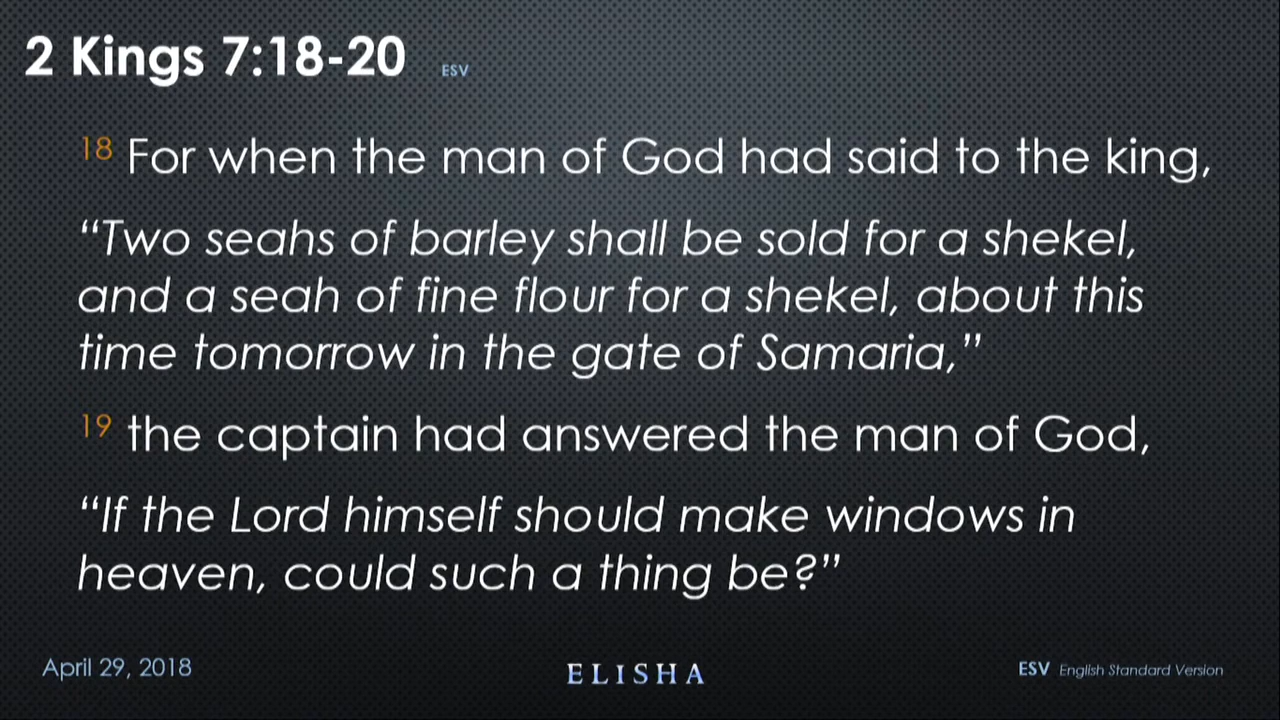 2 Kings 7:18-20 ESV
18 For when the man of God had said to the king,
“Two seahs of barley shall be sold for a shekel,
and a seah of fine flour for a shekel, about this
time tomorrow in the gate of Samaria,”
19 the captain had answered the man of God,
“If the Lord himself should make windows in
heaven, could such a thing be?”
April 29, 2018
ELISHA
ESV English Standard Version